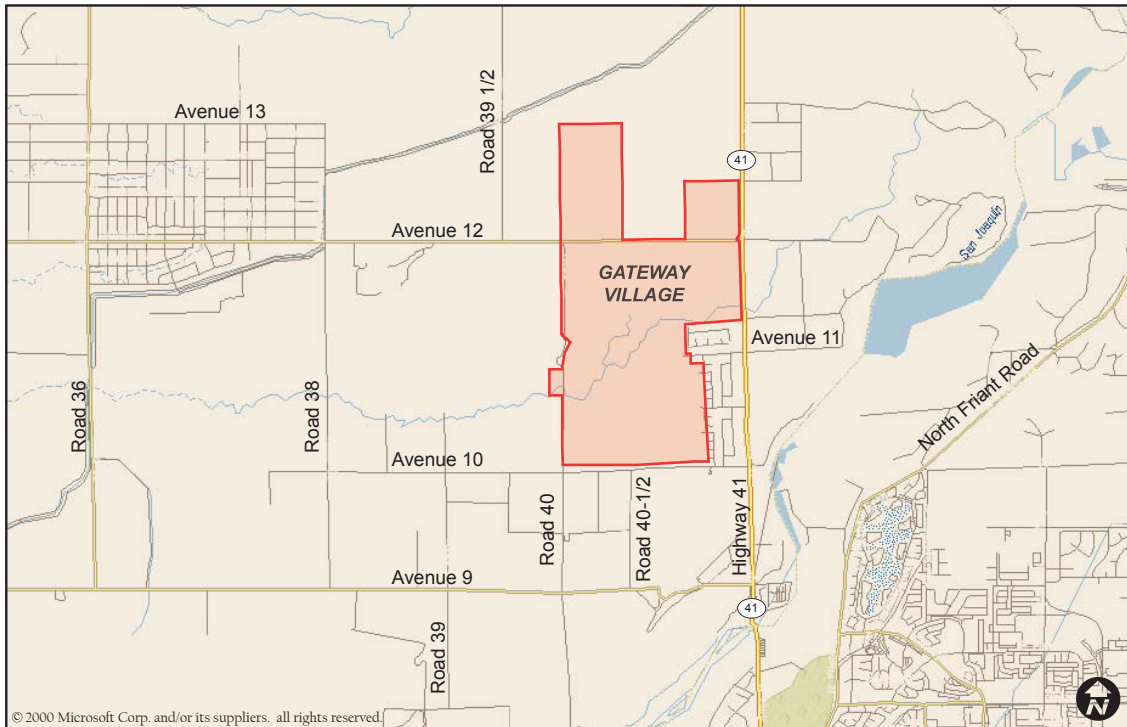 Avenue 13
Road 39 1/2
41
San Joaquin
Avenue 12
GATEWAY
VILLAGE
Avenue 11
Road 36
Road 38
North Friant Road
Avenue 10
Road 40
Road 40-1/2
Highway 41
Avenue 9
41
Road 39
© 2000 Microsoft Corp. and/or its suppliers. all rights reserved.
N